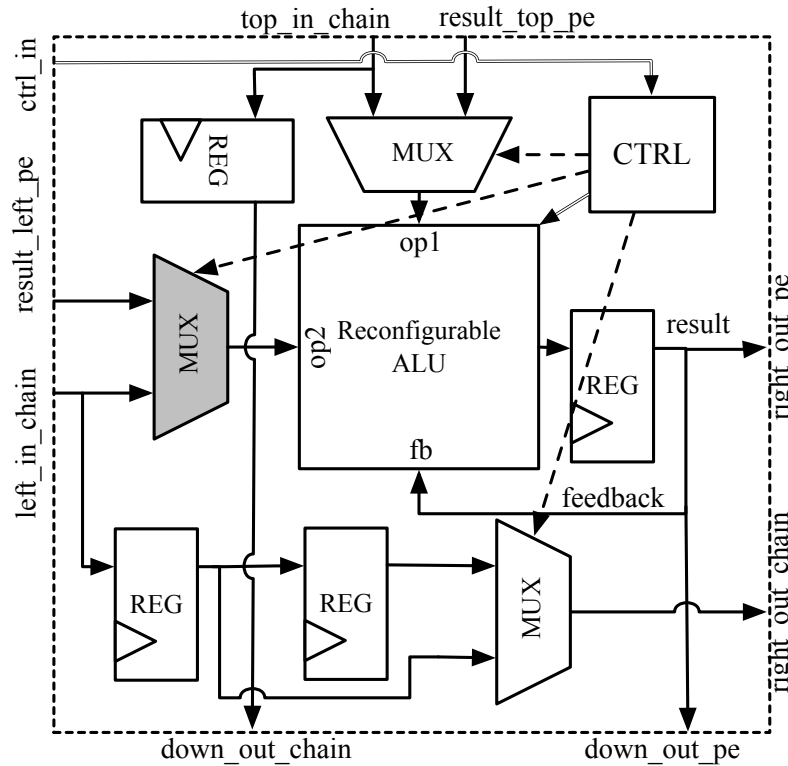 top_in_chain
result_top_pe
ctrl_in
REG
MUX
CTRL
result_left_pe
op1
MUX
op2
Reconfigurable
ALU
result
right_out_pe
REG
left_in_chain
fb
feedback
REG
REG
MUX
right_out_chain
down_out_chain
down_out_pe